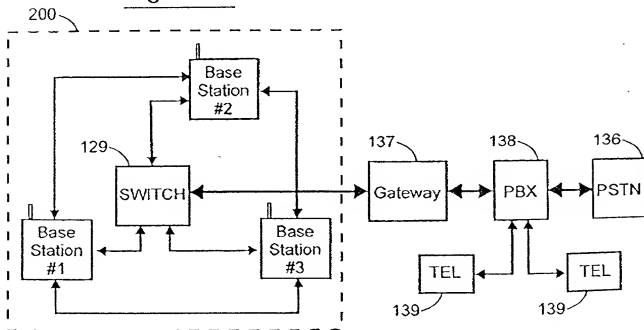 200
Base
Station
#2
129
SWITCH
137
Gateway
138
PBX
136
PSTN
Base
Station
#1
Base
Station
#3
TEL
139
TEL
139